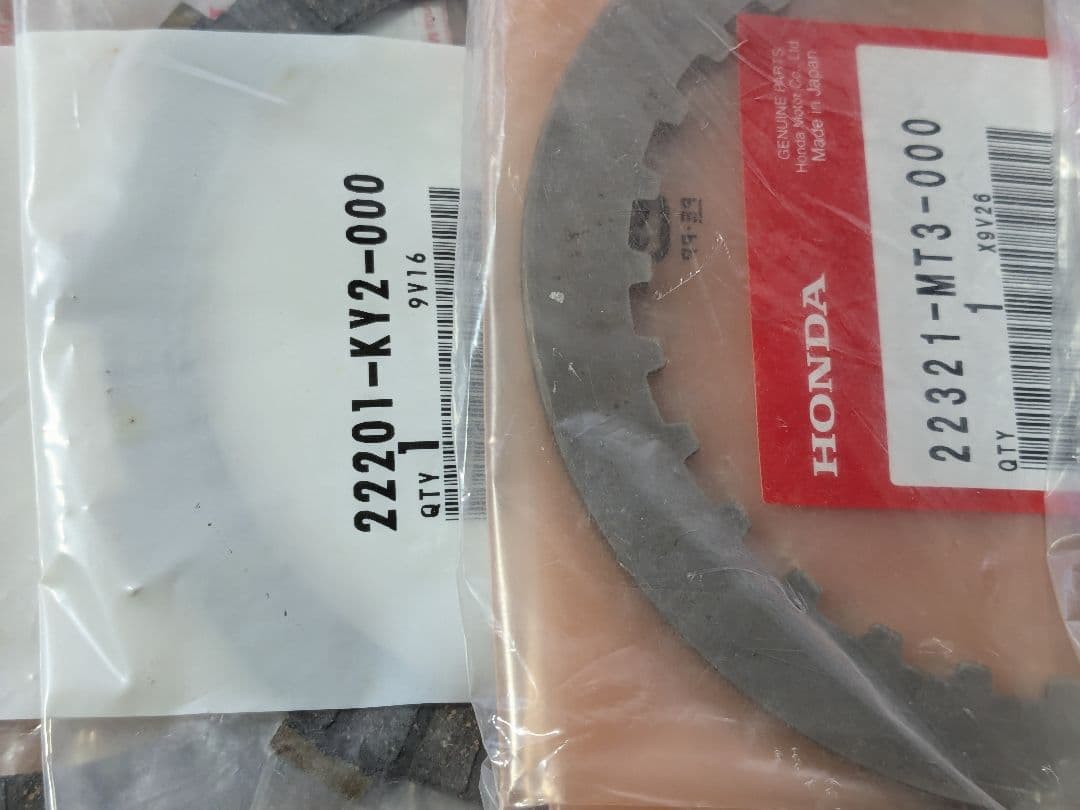 22201-KY2-000
QTY 1
9V16
GENUINE PARTS
Honda Motor Co., Ltd.
Made in Japan
HONDA
22321-MT3-000
QTY 1
X9V26